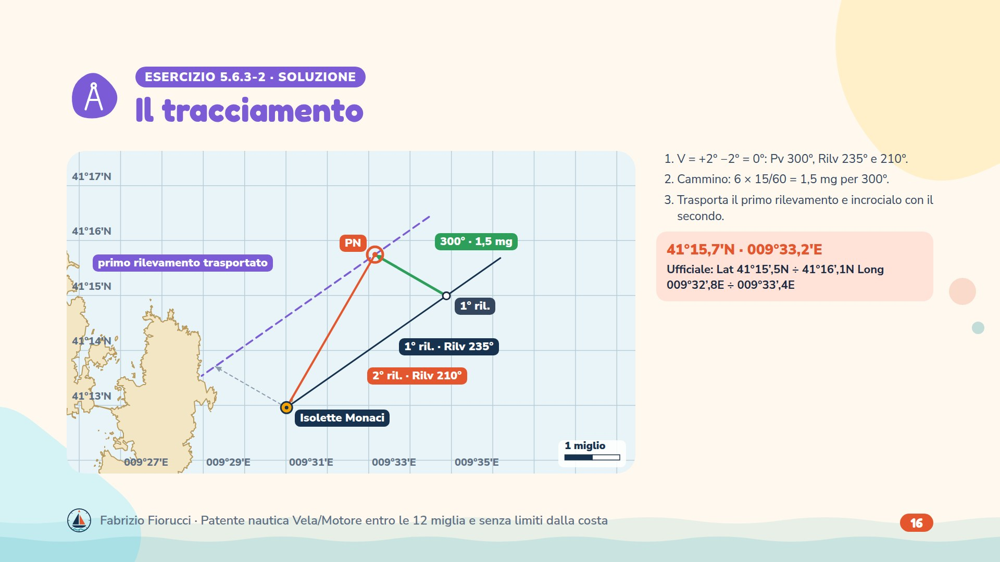 ESERCIZIO 5.6.3-2 · SOLUZIONE
Il tracciamento
41°17'N
41°16'N
41°15'N
41°14'N
41°13'N
009°27'E
009°29'E
009°31'E
009°33'E
009°35'E
PN
300° · 1,5 mg
primo rilevamento trasportato
1° ril.
1° ril. · Rilv 235°
2° ril. · Rilv 210°
Isolette Monaci
1 miglio
1. V = +2° −2° = 0°: Pv 300°, Rilv 235° e 210°.
2. Cammino: 6 × 15/60 = 1,5 mg per 300°.
3. Trasporta il primo rilevamento e incrocialo con il
secondo.
41°15,7'N · 009°33,2'E
Ufficiale: Lat 41°15’,5N ÷ 41°16’,1N Long
009°32’,8E ÷ 009°33’,4E
Fabrizio Fiorucci · Patente nautica Vela/Motore entro le 12 miglia e senza limiti dalla costa
16